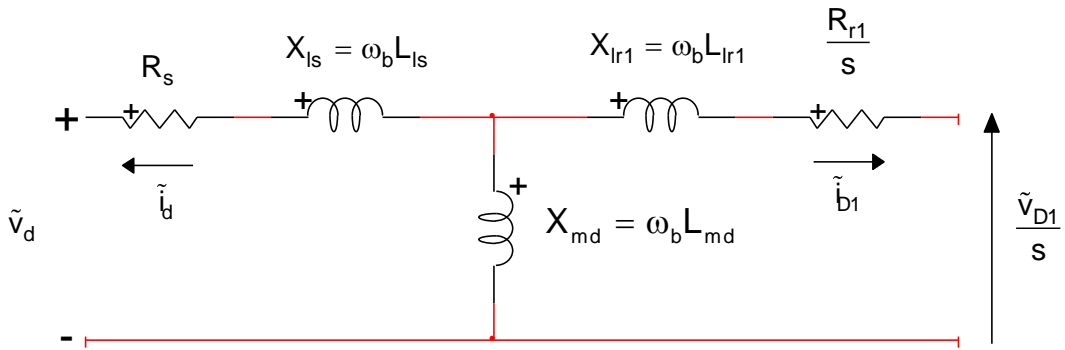 R_s
X_ls = ω_b L_ls
X_lr1 = ω_b L_lr1
R_r1
s
+
+
+
+
+
ĩ_d
ĩ_D1
+
ṽ_d
X_md = ω_b L_md
ṽ_D1
s
-